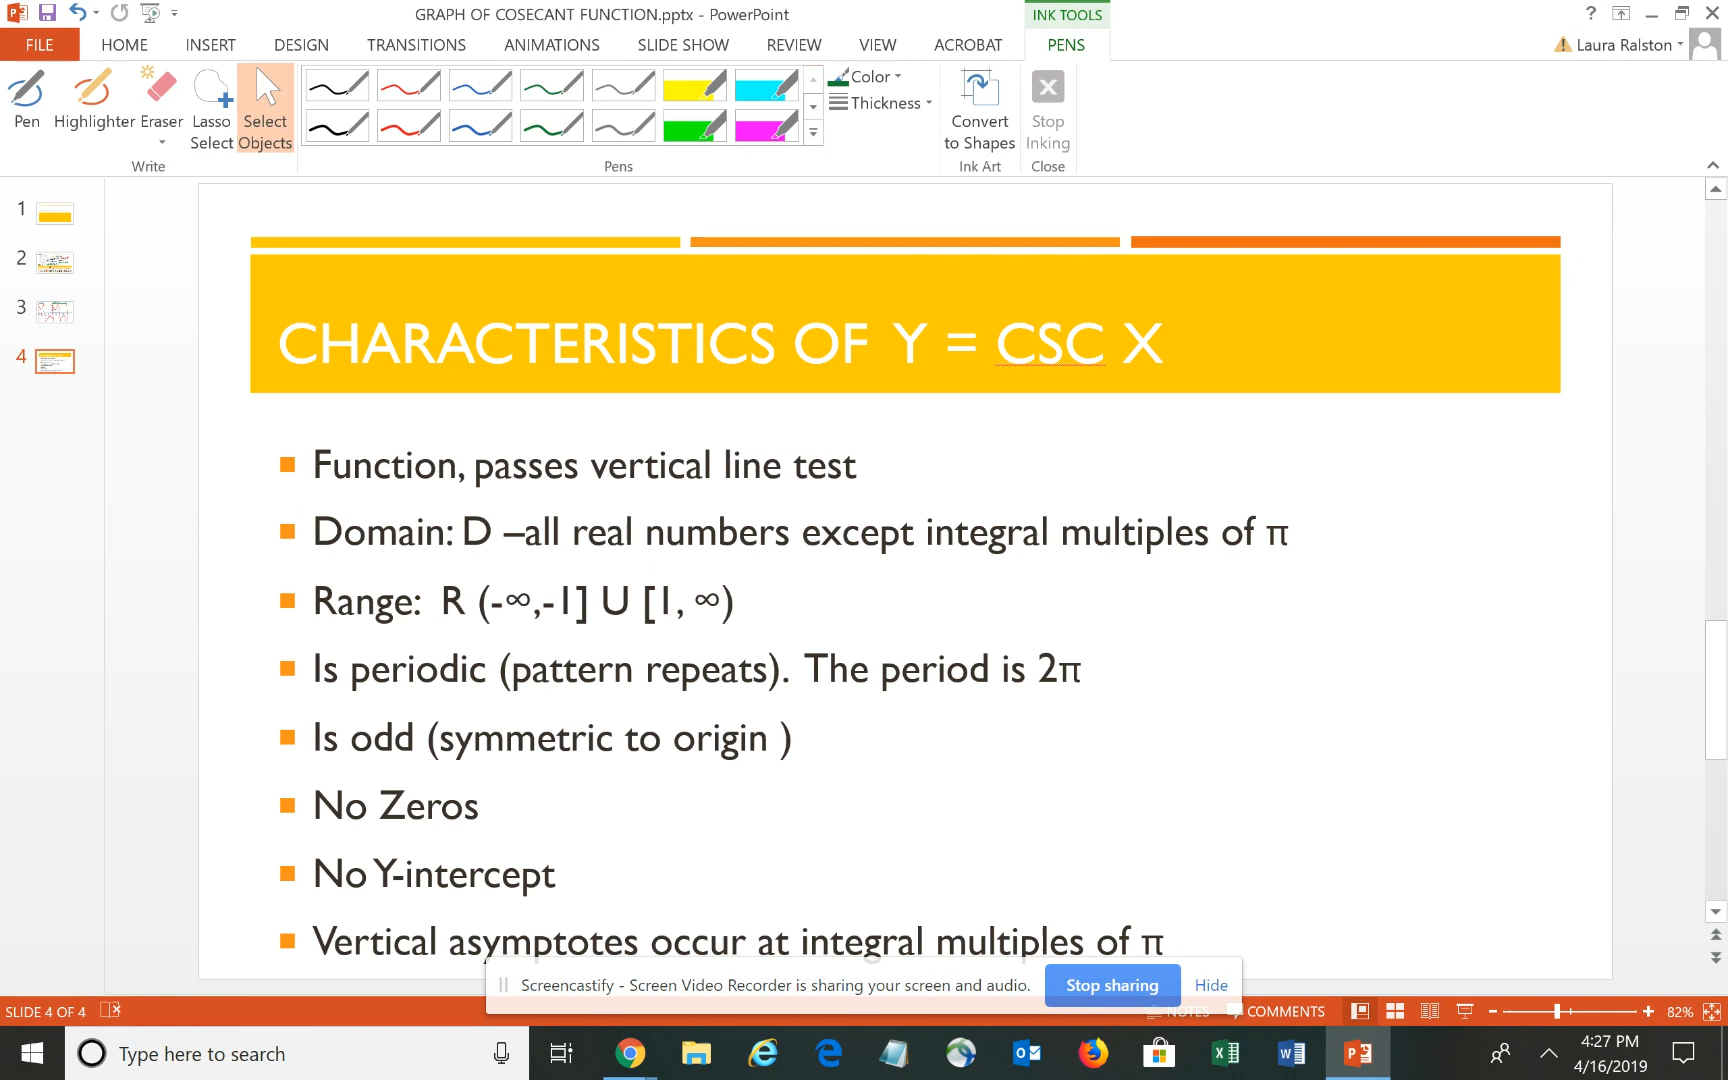 GRAPH OF COSECANT FUNCTION.pptx - PowerPoint
INK TOOLS
?
FILE HOME INSERT DESIGN TRANSITIONS ANIMATIONS SLIDE SHOW REVIEW VIEW ACROBAT PENS
Laura Ralston
Pen Highlighter Eraser Lasso Select Select Objects
Color
Thickness
Convert to Shapes
Stop Inking
Write Pens Ink Art Close
1
2
3
4
CHARACTERISTICS OF Y = CSC X
Function, passes vertical line test
Domain: D –all real numbers except integral multiples of π
Range: R (-∞,-1] U [1, ∞)
Is periodic (pattern repeats). The period is 2π
Is odd (symmetric to origin )
No Zeros
No Y-intercept
Vertical asymptotes occur at integral multiples of π
Screencastify - Screen Video Recorder is sharing your screen and audio. Stop sharing Hide
SLIDE 4 OF 4 NOTES COMMENTS 82%
Type here to search
4:27 PM
4/16/2019